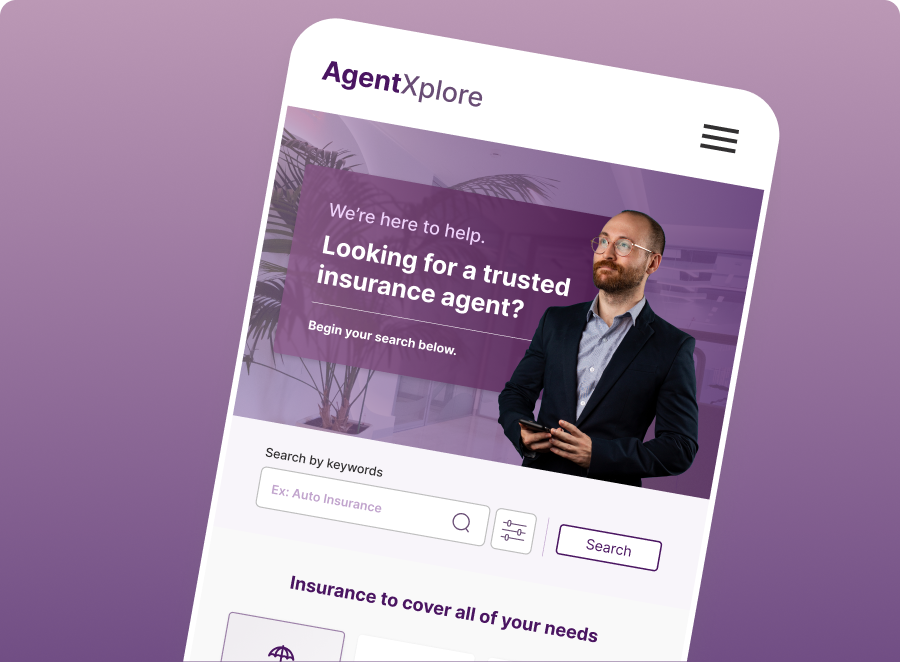 AgentXplore
We’re here to help.
Looking for a trusted
insurance agent?
Begin your search below.
Search by keywords
Ex: Auto Insurance
Search
Insurance to cover all of your needs